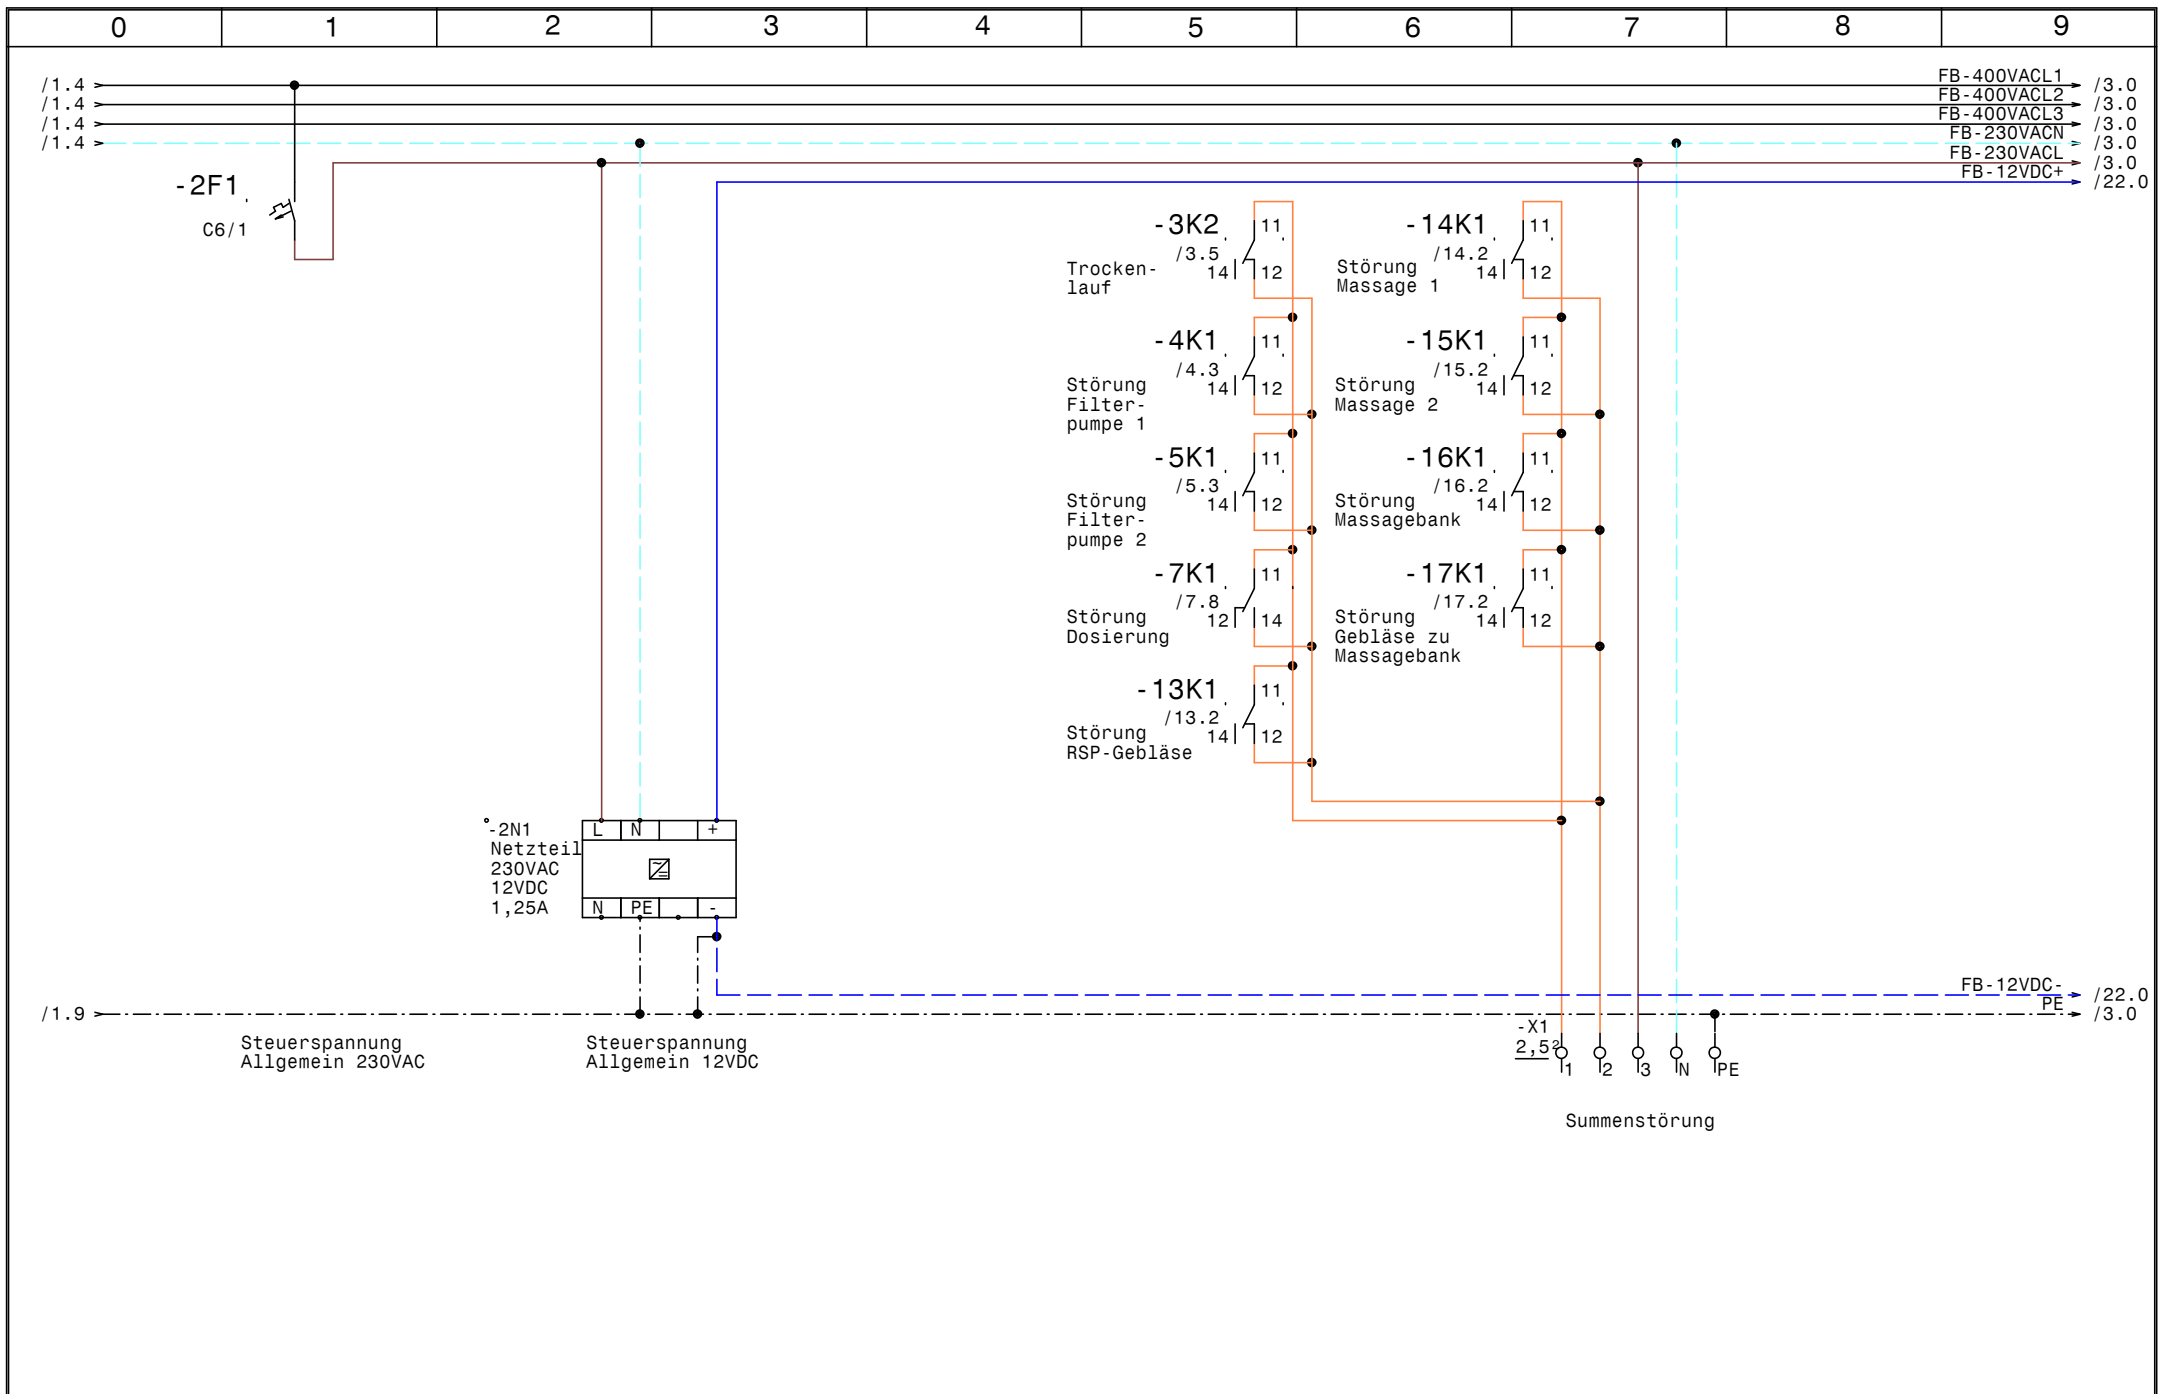 0 1 2 3 4 5 6 7 8 9
/1.4 FB-400VACL1 /3.0
/1.4 FB-400VACL2 /3.0
/1.4 FB-400VACL3 /3.0
/1.4 FB-230VACN /3.0
FB-230VACL /3.0
FB-12VDC+ /22.0
-2F1
C6/1
-3K2 11
/3.5
14 12
Trocken-
lauf
-14K1 11
/14.2
14 12
Störung
Massage 1
-4K1 11
/4.3
14 12
Störung
Filter-
pumpe 1
-15K1 11
/15.2
14 12
Störung
Massage 2
-5K1 11
/5.3
14 12
Störung
Filter-
pumpe 2
-16K1 11
/16.2
14 12
Störung
Massagebank
-7K1 11
/7.8
12 14
Störung
Dosierung
-17K1 11
/17.2
14 12
Störung
Gebläse zu
Massagebank
-13K1 11
/13.2
14 12
Störung
RSP-Gebläse
-2N1
Netzteil
230VAC
12VDC
1,25A
L N +
N PE -
FB-12VDC- /22.0
/1.9 PE /3.0
Steuerspannung
Allgemein 230VAC
Steuerspannung
Allgemein 12VDC
-X1
2,5²
1 2 3 N PE
Summenstörung